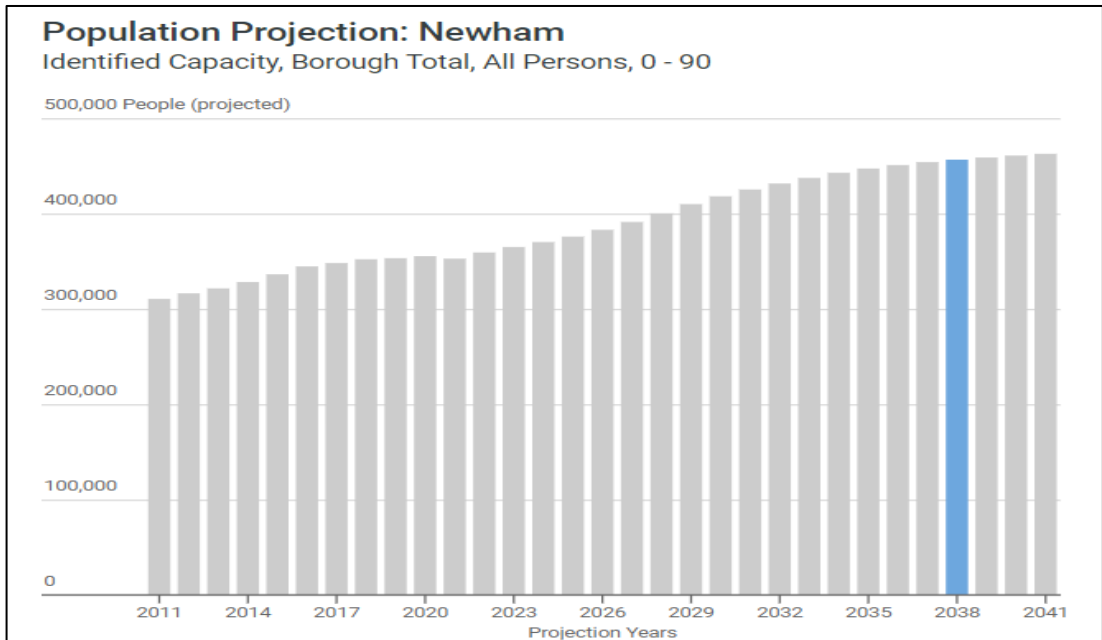 Population Projection: Newham
Identified Capacity, Borough Total, All Persons, 0 - 90
500,000 People (projected)
400,000
300,000
200,000
100,000
0
2011 2014 2017 2020 2023 2026 2029 2032 2035 2038 2041
Projection Years